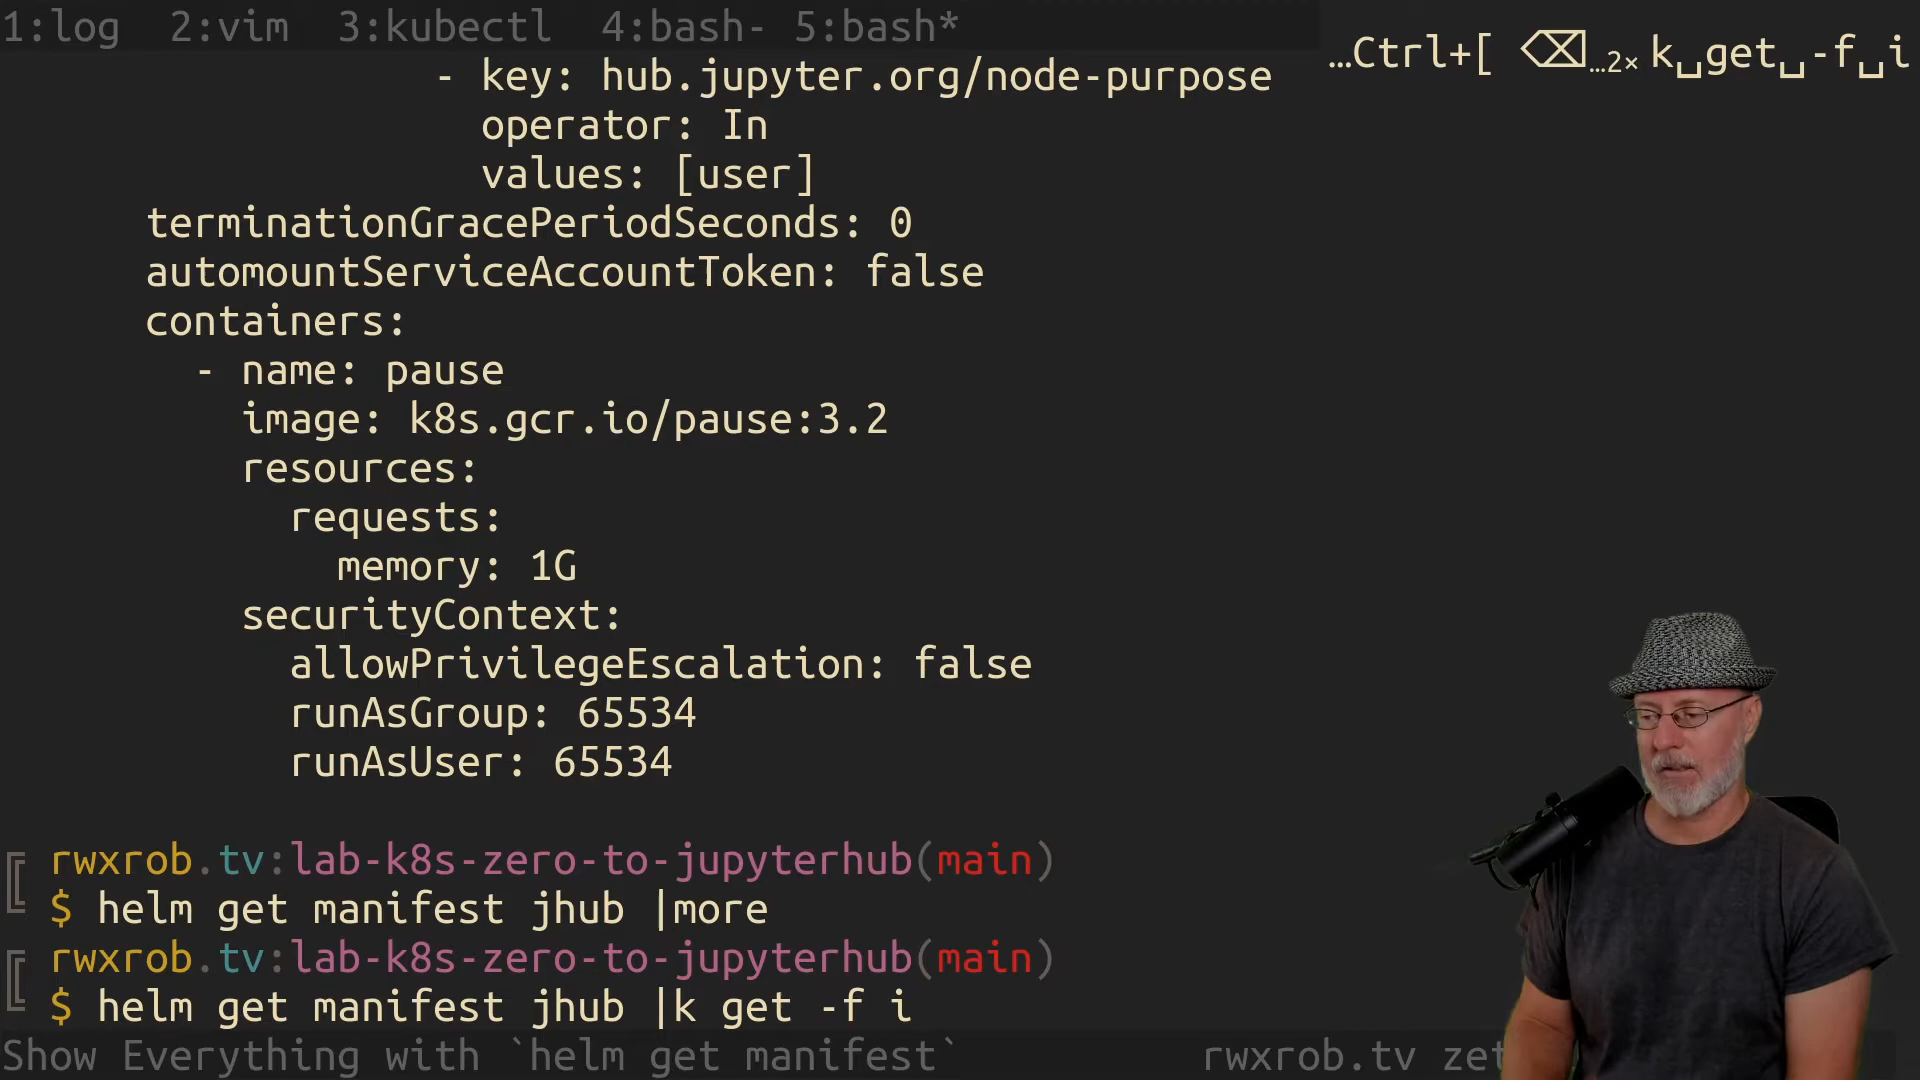 1:log  2:vim  3:kubectl  4:bash- 5:bash*
…Ctrl+[ ⌫…2× k␣get␣-f␣i
- key: hub.jupyter.org/node-purpose
operator: In
values: [user]
terminationGracePeriodSeconds: 0
automountServiceAccountToken: false
containers:
- name: pause
image: k8s.gcr.io/pause:3.2
resources:
requests:
memory: 1G
securityContext:
allowPrivilegeEscalation: false
runAsGroup: 65534
runAsUser: 65534
rwxrob.tv:lab-k8s-zero-to-jupyterhub(main)
$ helm get manifest jhub |more
rwxrob.tv:lab-k8s-zero-to-jupyterhub(main)
$ helm get manifest jhub |k get -f i
Show Everything with `helm get manifest`
rwxrob.tv